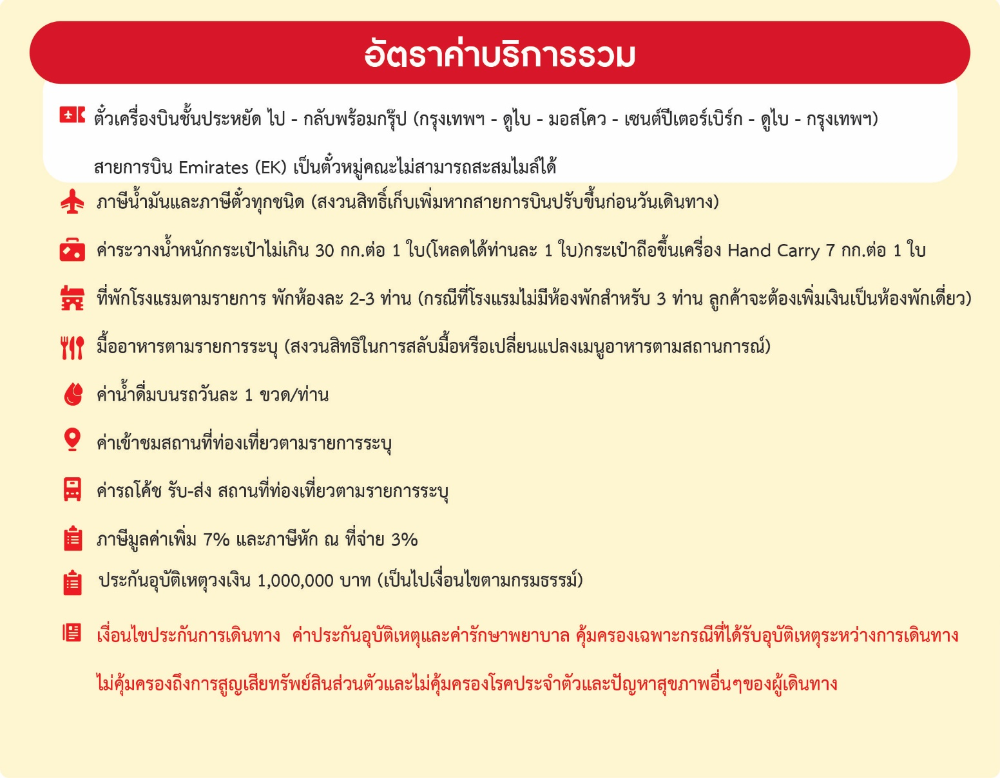 อัตราค่าบริการรวม
ตั๋วเครื่องบินชั้นประหยัด ไป - กลับพร้อมกรุ๊ป (กรุงเทพฯ - ดูไบ - มอสโคว - เซนต์ปีเตอร์เบิร์ก - ดูไบ - กรุงเทพฯ)
สายการบิน Emirates (EK) เป็นตั๋วหมู่คณะไม่สามารถสะสมไมล์ได้
ภาษีน้ำมันและภาษีตั๋วทุกชนิด (สงวนสิทธิ์เก็บเพิ่มหากสายการบินปรับขึ้นก่อนวันเดินทาง)
ค่าระวางน้ำหนักกระเป๋าไม่เกิน 30 กก.ต่อ 1 ใบ(โหลดได้ท่านละ 1 ใบ)กระเป๋าถือขึ้นเครื่อง Hand Carry 7 กก.ต่อ 1 ใบ
ที่พักโรงแรมตามรายการ พักห้องละ 2-3 ท่าน (กรณีที่โรงแรมไม่มีห้องพักสำหรับ 3 ท่าน ลูกค้าจะต้องเพิ่มเงินเป็นห้องพักเดี่ยว)
มื้ออาหารตามรายการระบุ (สงวนสิทธิในการสลับมื้อหรือเปลี่ยนแปลงเมนูอาหารตามสถานการณ์)
ค่าน้ำดื่มบนรถวันละ 1 ขวด/ท่าน
ค่าเข้าชมสถานที่ท่องเที่ยวตามรายการระบุ
ค่ารถโค้ช รับ-ส่ง สถานที่ท่องเที่ยวตามรายการระบุ
ภาษีมูลค่าเพิ่ม 7% และภาษีหัก ณ ที่จ่าย 3%
ประกันอุบัติเหตุวงเงิน 1,000,000 บาท (เป็นไปเงื่อนไขตามกรมธรรม์)
เงื่อนไขประกันการเดินทาง ค่าประกันอุบัติเหตุและค่ารักษาพยาบาล คุ้มครองเฉพาะกรณีที่ได้รับอุบัติเหตุระหว่างการเดินทาง
ไม่คุ้มครองถึงการสูญเสียทรัพย์สินส่วนตัวและไม่คุ้มครองโรคประจำตัวและปัญหาสุขภาพอื่นๆของผู้เดินทาง